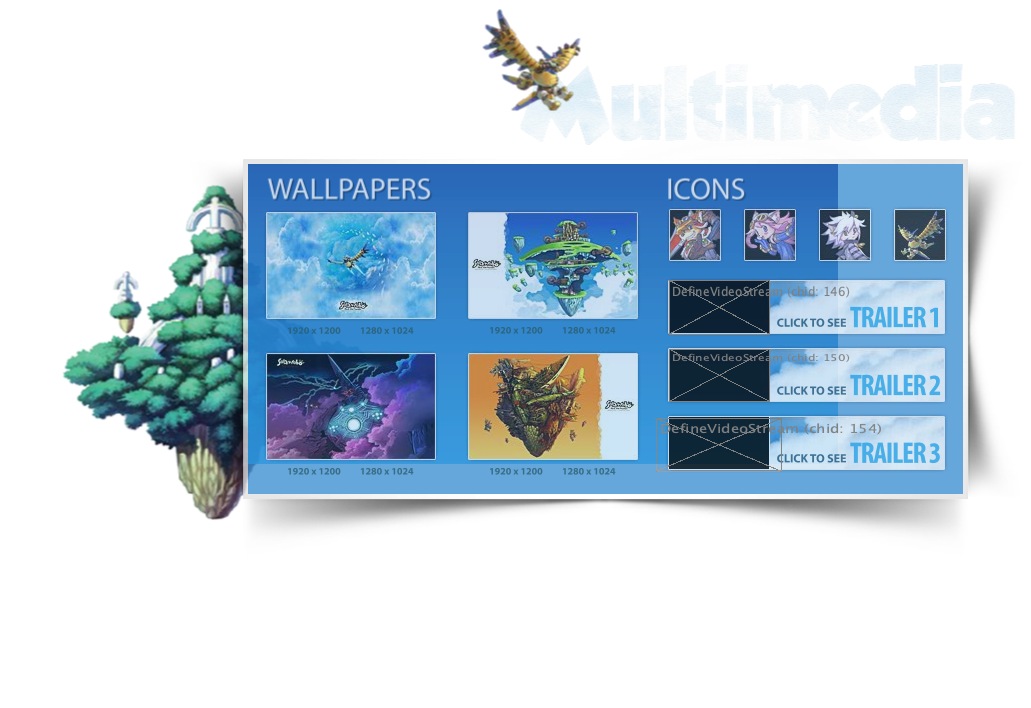 Multimedia
WALLPAPERS
ICONS
1920 x 1200 1280 x 1024
1920 x 1200 1280 x 1024
1920 x 1200 1280 x 1024
1920 x 1200 1280 x 1024
DefineVideoStream (chid: 146)
CLICK TO SEE TRAILER 1
DefineVideoStream (chid: 150)
CLICK TO SEE TRAILER 2
DefineVideoStream (chid: 154)
CLICK TO SEE TRAILER 3